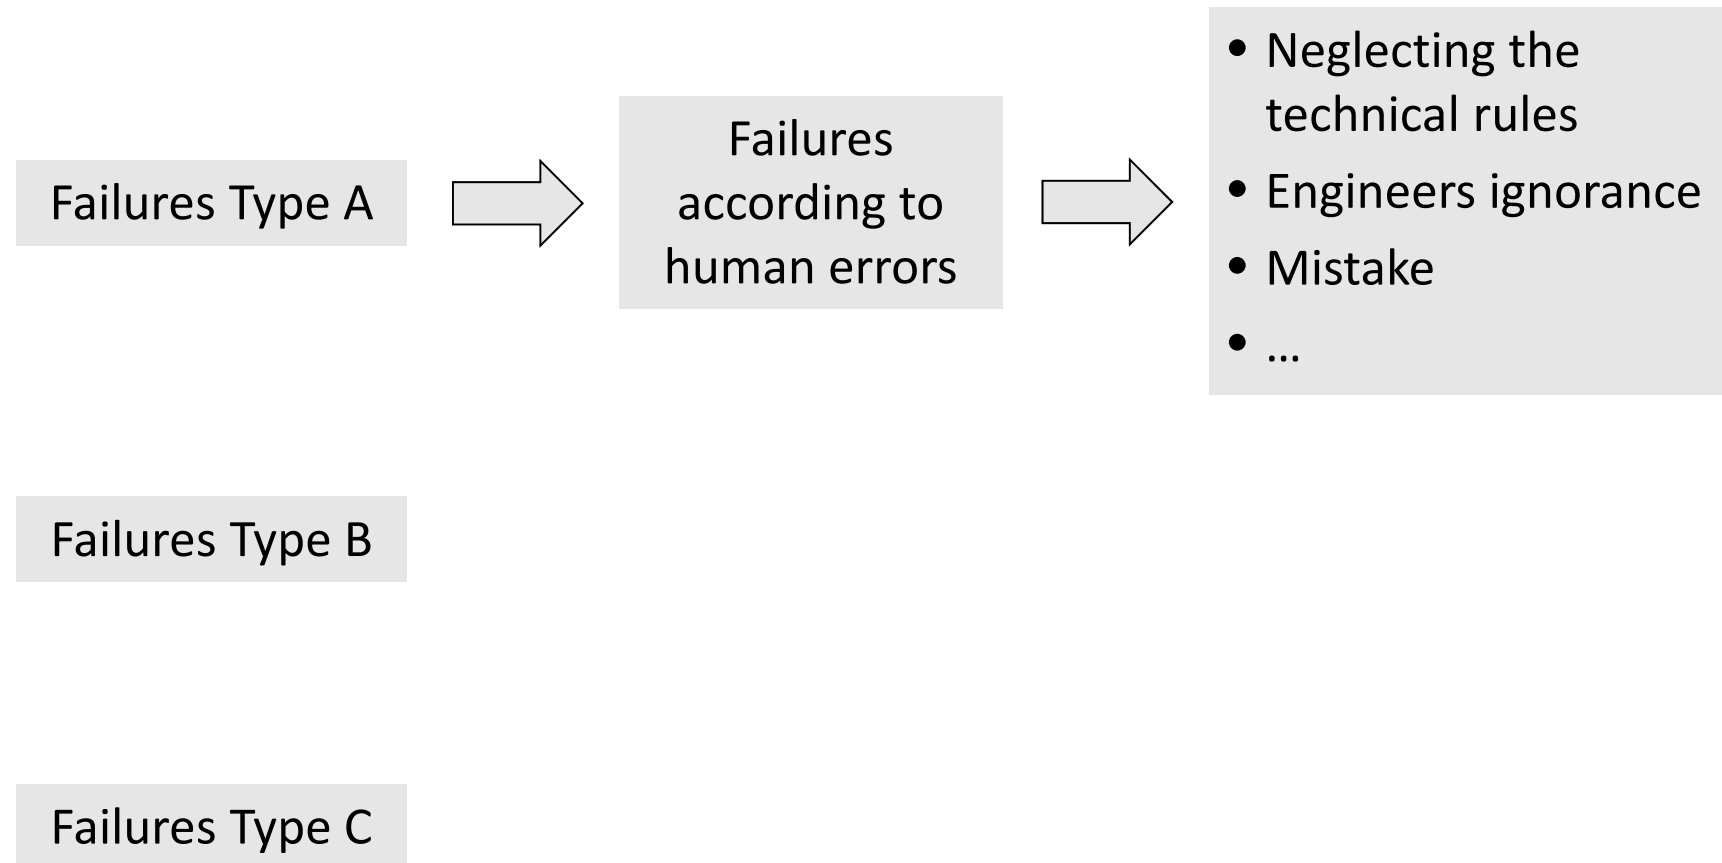 Failures Type A
Failures
according to
human errors
• Neglecting the
technical rules
• Engineers ignorance
• Mistake
• ...
Failures Type B
Failures Type C